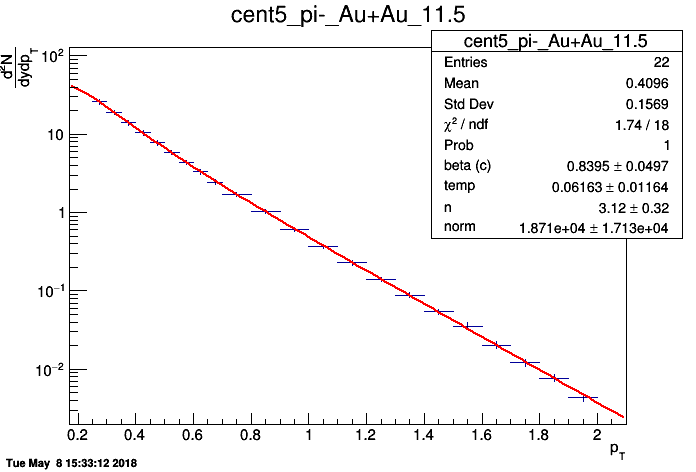 cent5_pi-_Au+Au_11.5
d²N
dydp_T
cent5_pi-_Au+Au_11.5
Entries 22
Mean 0.4096
Std Dev 0.1569
χ² / ndf 1.74 / 18
Prob 1
beta (c) 0.8395 ± 0.0497
temp 0.06163 ± 0.01164
n 3.12 ± 0.32
norm 1.871e+04 ± 1.713e+04
10²
10
1
10⁻¹
10⁻²
0.2 0.4 0.6 0.8 1 1.2 1.4 1.6 1.8 2
p_T
Tue May 8 15:33:12 2018